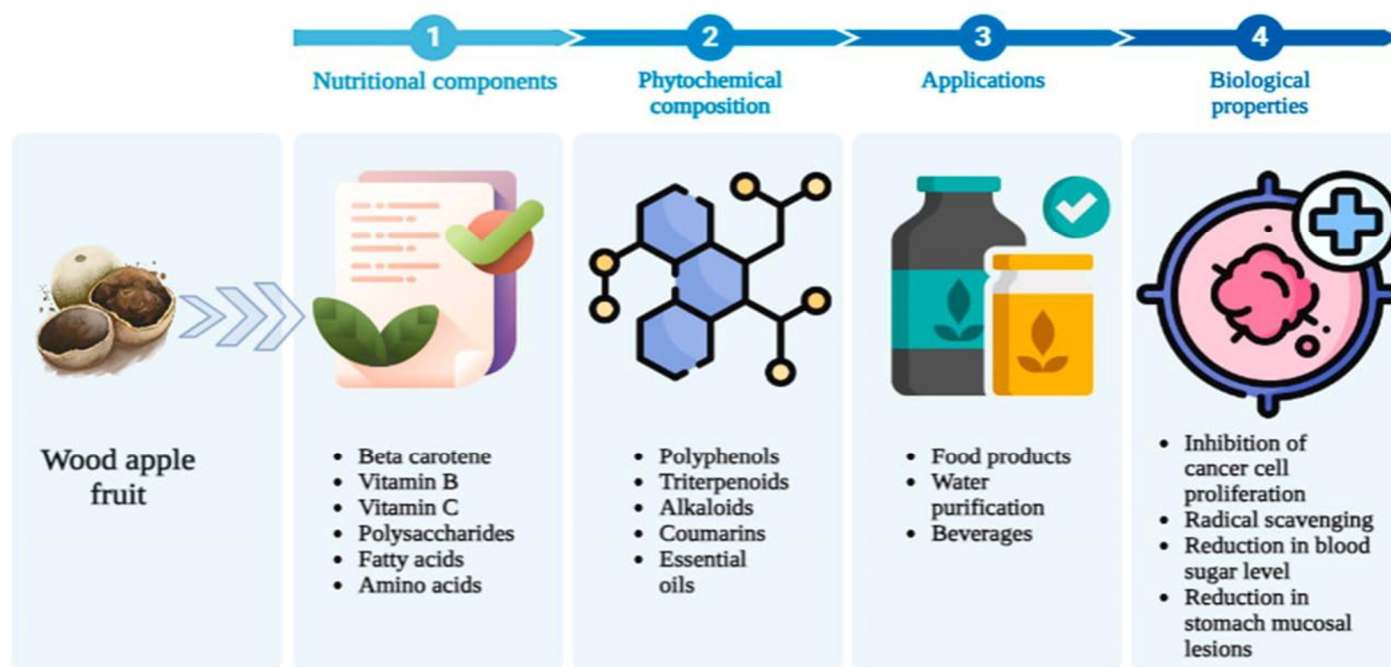 1
2
3
4
Nutritional components
Phytochemical
composition
Applications
Biological
properties
Wood apple
fruit
• Beta carotene
• Vitamin B
• Vitamin C
• Polysaccharides
• Fatty acids
• Amino acids
• Polyphenols
• Triterpenoids
• Alkaloids
• Coumarins
• Essential
oils
• Food products
• Water
purification
• Beverages
• Inhibition of
cancer cell
proliferation
• Radical scavenging
• Reduction in blood
sugar level
• Reduction in
stomach mucosal
lesions